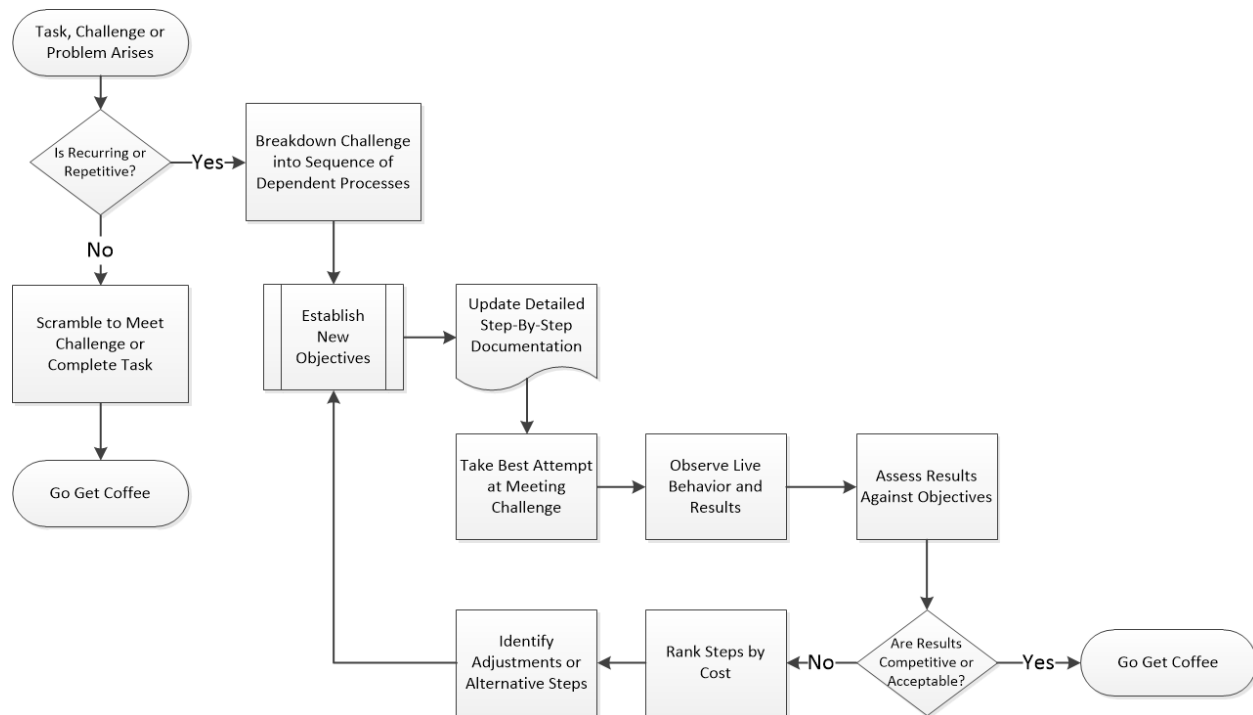 Task, Challenge or
Problem Arises
Is Recurring or
Repetitive?
Yes
Breakdown Challenge
into Sequence of
Dependent Processes
No
Scramble to Meet
Challenge or
Complete Task
Go Get Coffee
Establish
New
Objectives
Update Detailed
Step-By-Step
Documentation
Take Best Attempt
at Meeting
Challenge
Observe Live
Behavior and
Results
Assess Results
Against Objectives
Are Results
Competitive or
Acceptable?
No
Rank Steps by
Cost
Identify
Adjustments or
Alternative Steps
Yes
Go Get Coffee